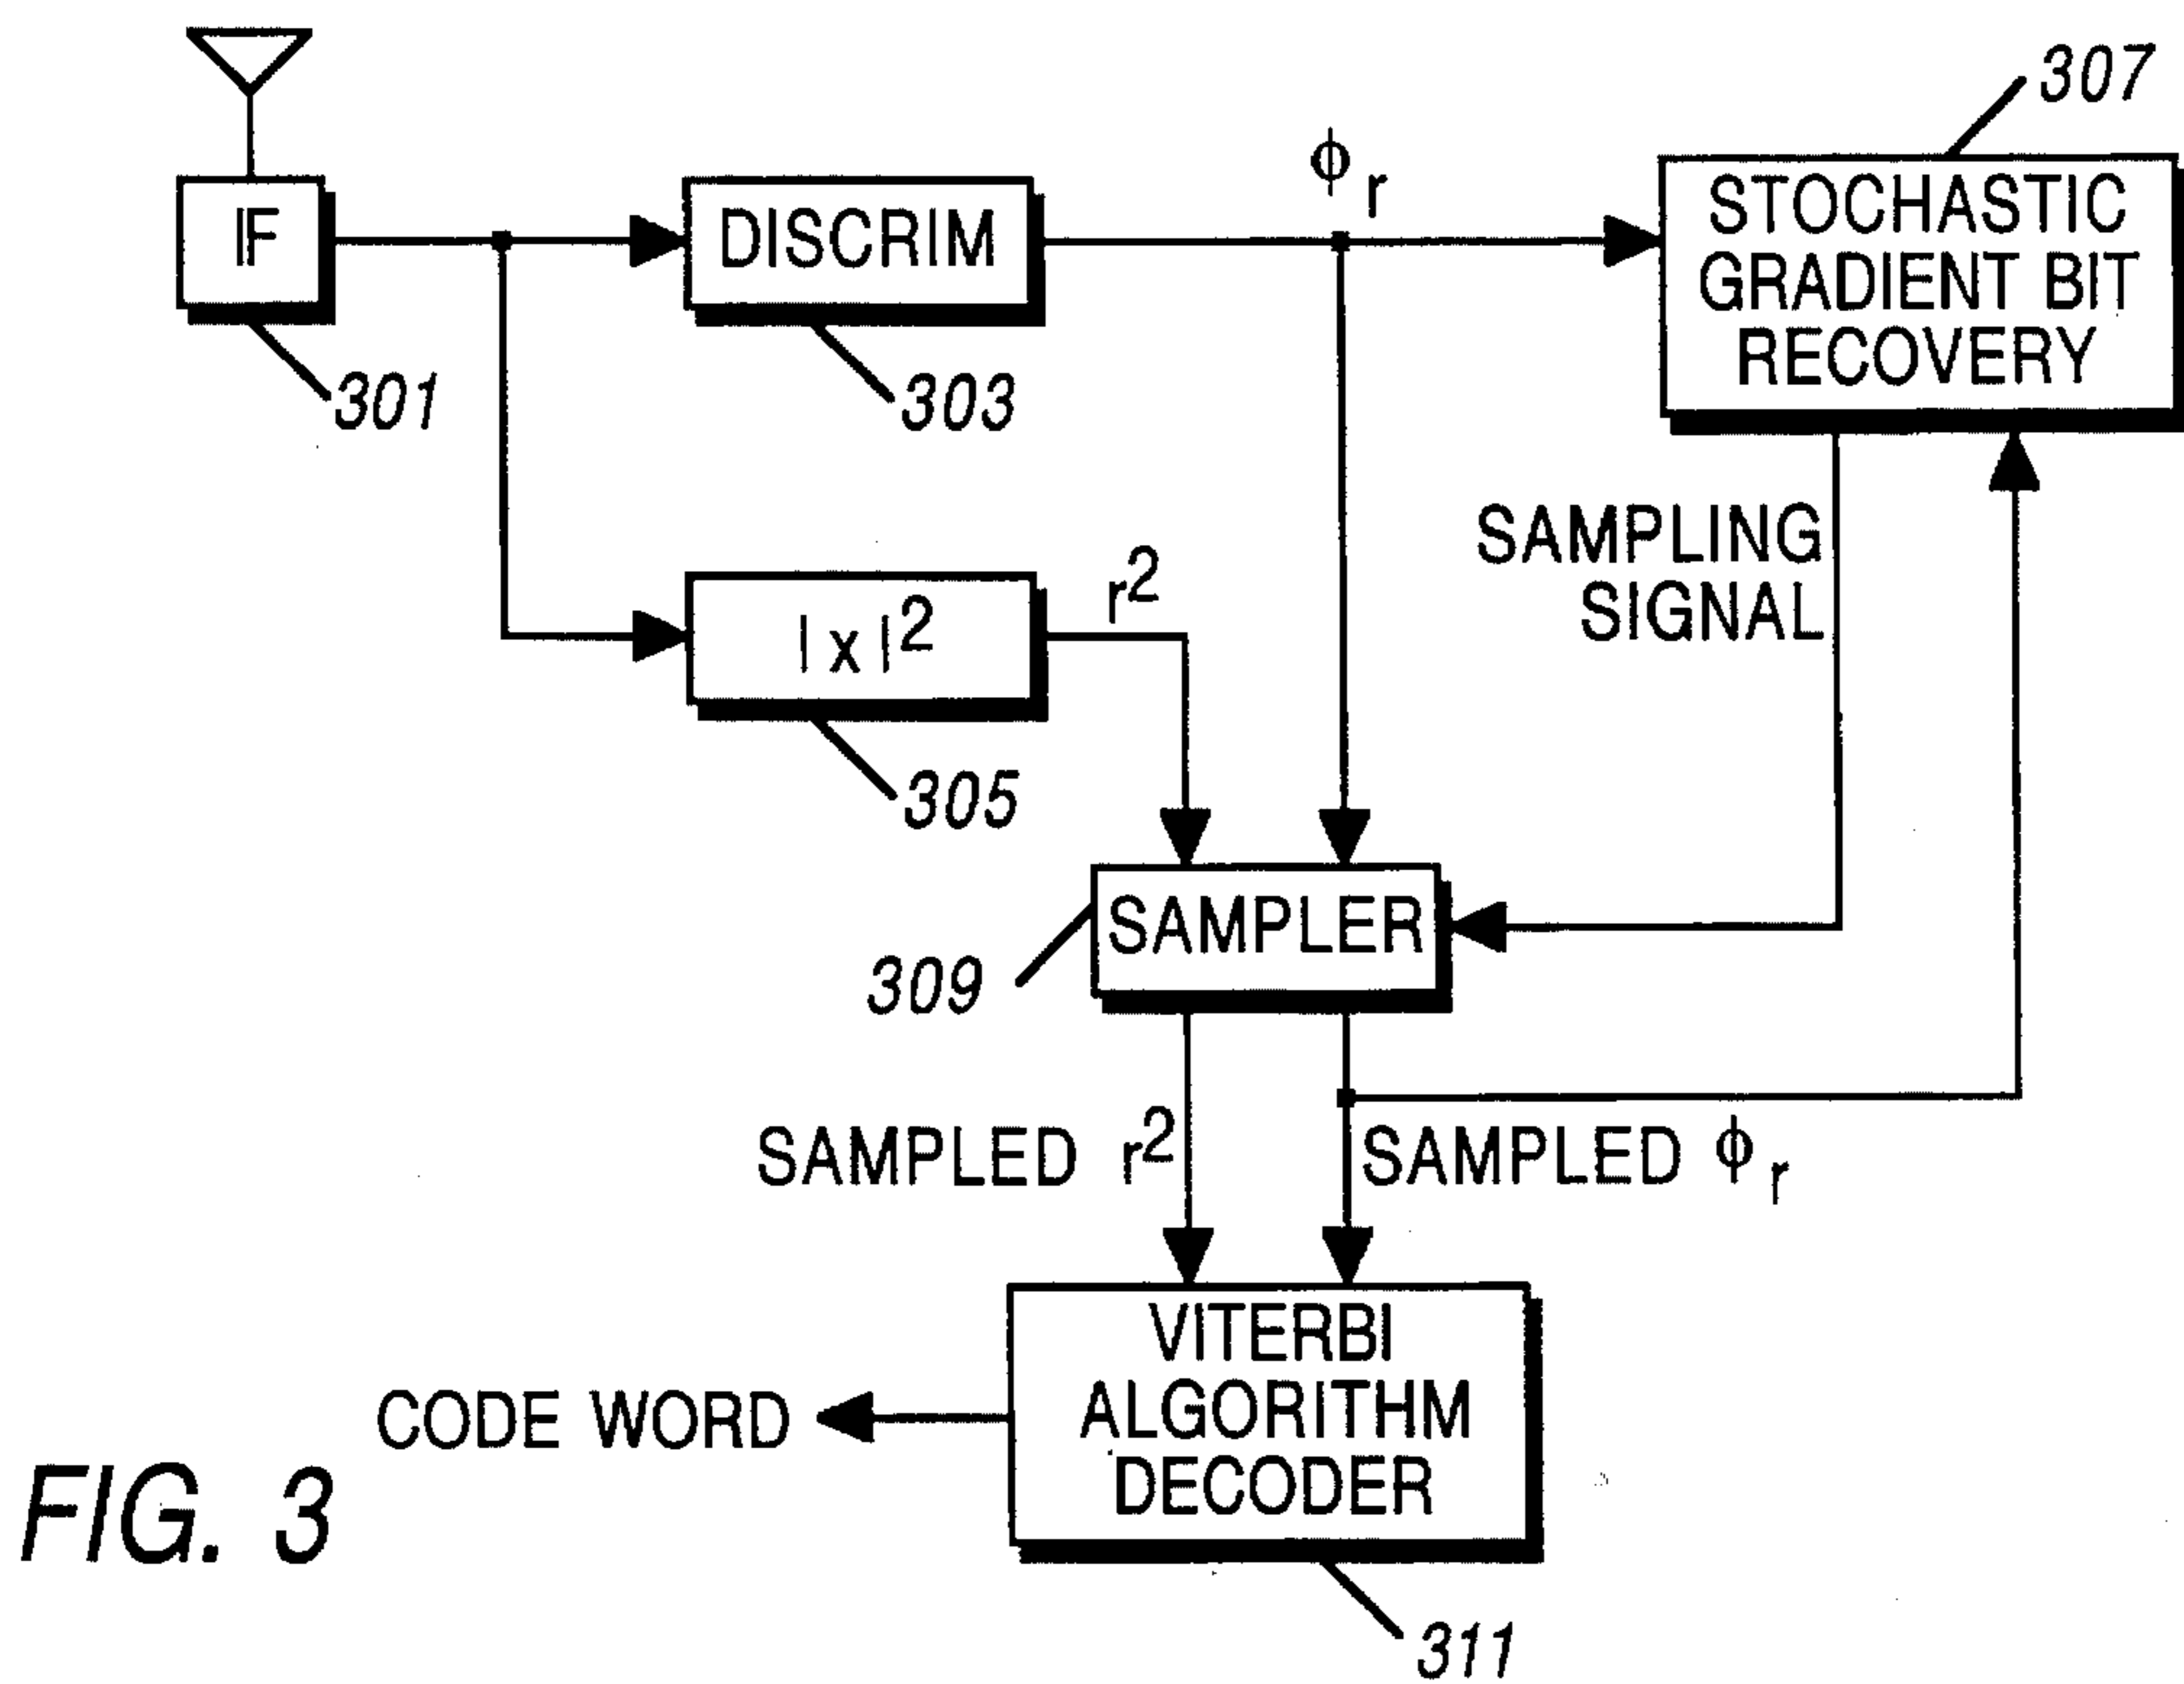 307
ϕr
IF
DISCRIM
STOCHASTIC
GRADIENT BIT
RECOVERY
301
303
SAMPLING
SIGNAL
r²
|x|²
305
SAMPLER
309
SAMPLED r²
SAMPLED ϕr
VITERBI
ALGORITHM
DECODER
CODE WORD
FIG. 3
311